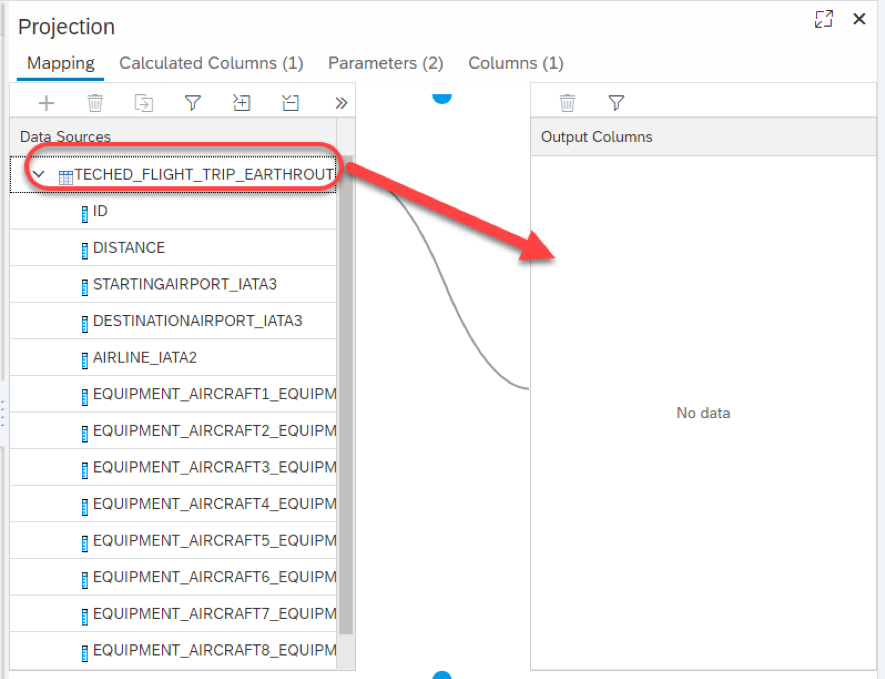 Projection
Mapping Calculated Columns (1) Parameters (2) Columns (1)
Data Sources
Output Columns
TECHED_FLIGHT_TRIP_EARTHROUT
ID
DISTANCE
STARTINGAIRPORT_IATA3
DESTINATIONAIRPORT_IATA3
AIRLINE_IATA2
EQUIPMENT_AIRCRAFT1_EQUIPM
No data
EQUIPMENT_AIRCRAFT2_EQUIPM
EQUIPMENT_AIRCRAFT3_EQUIPM
EQUIPMENT_AIRCRAFT4_EQUIPM
EQUIPMENT_AIRCRAFT5_EQUIPM
EQUIPMENT_AIRCRAFT6_EQUIPM
EQUIPMENT_AIRCRAFT7_EQUIPM
EQUIPMENT_AIRCRAFT8_EQUIPM